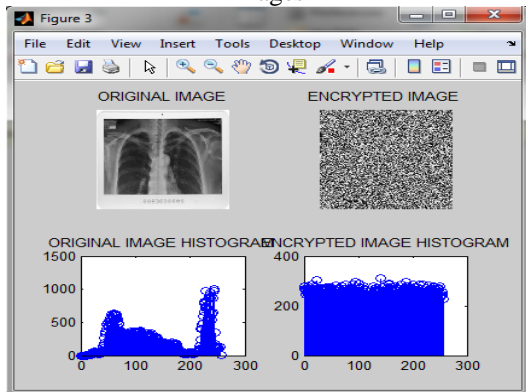 Figure 3
File Edit View Insert Tools Desktop Window Help
ORIGINAL IMAGE ENCRYPTED IMAGE
ORIGINAL IMAGE HISTOGRAM ENCRYPTED IMAGE HISTOGRAM
1500 400
1000
500 200
0 0
0 100 200 300 0 100 200 300